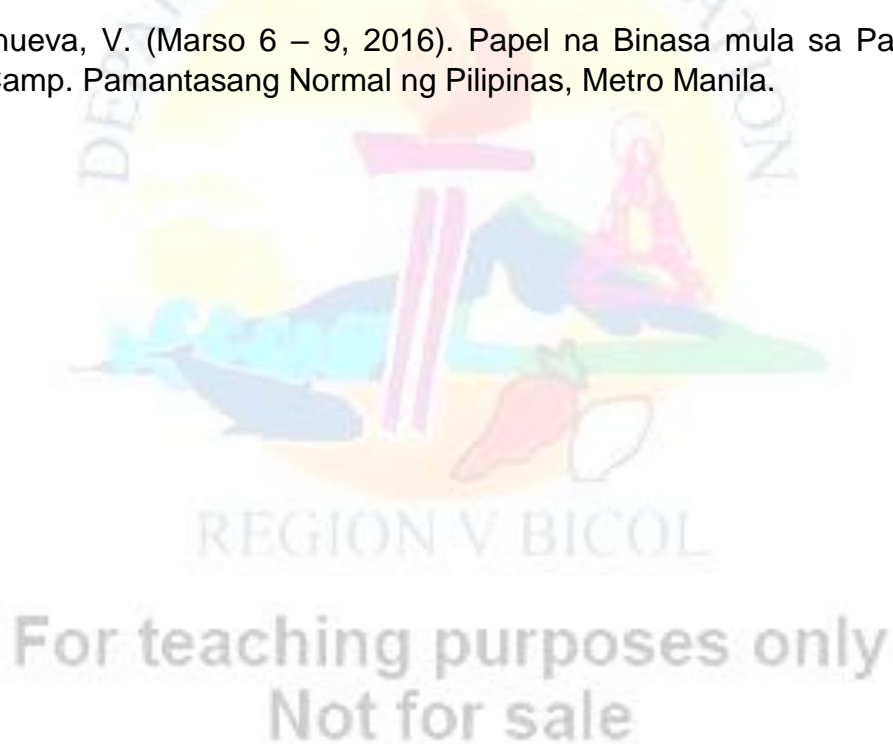 nueva, V. (Marso 6 – 9, 2016). Papel na Binasa mula sa Pa
Camp. Pamantasang Normal ng Pilipinas, Metro Manila.
REGION V BICOL
For teaching purposes only
Not for sale